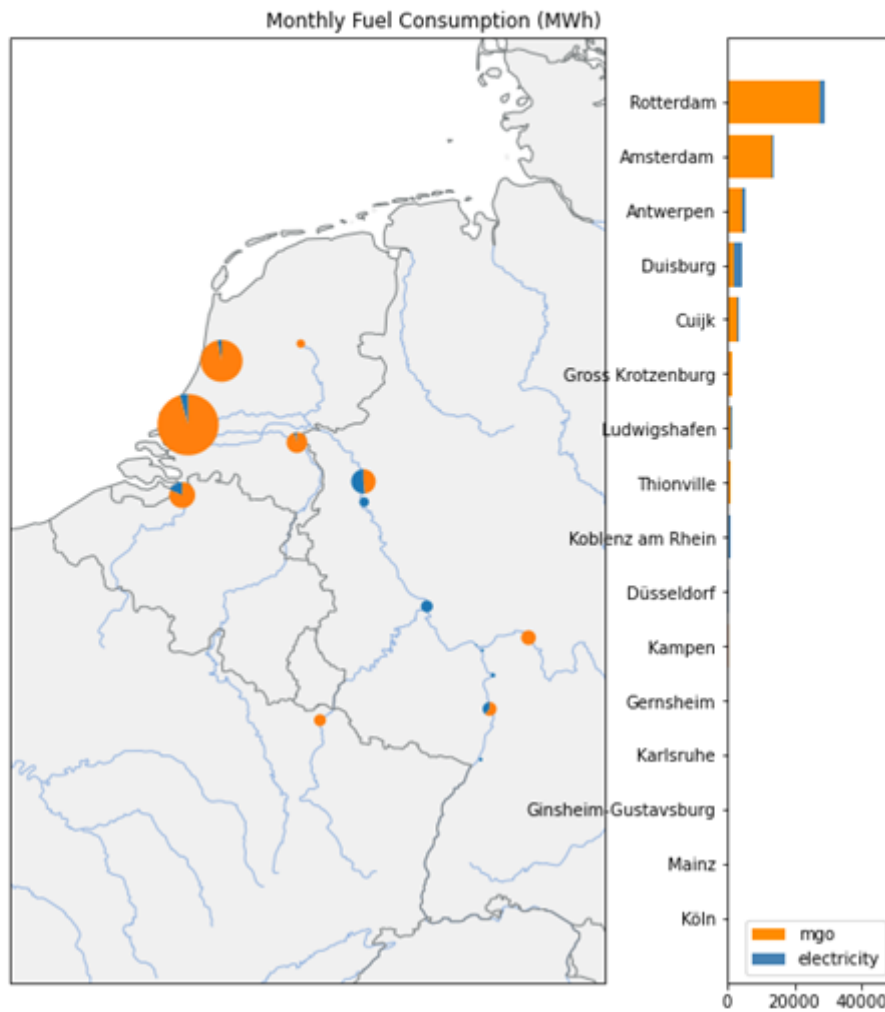 Monthly Fuel Consumption (MWh)
Rotterdam
Amsterdam
Antwerpen
Duisburg
Cuijk
Gross Krotzenburg
Ludwigshafen
Thionville
Koblenz am Rhein
Düsseldorf
Kampen
Gernsheim
Karlsruhe
Ginsheim-Gustavsburg
Mainz
Köln
mgo
electricity
0 20000 40000